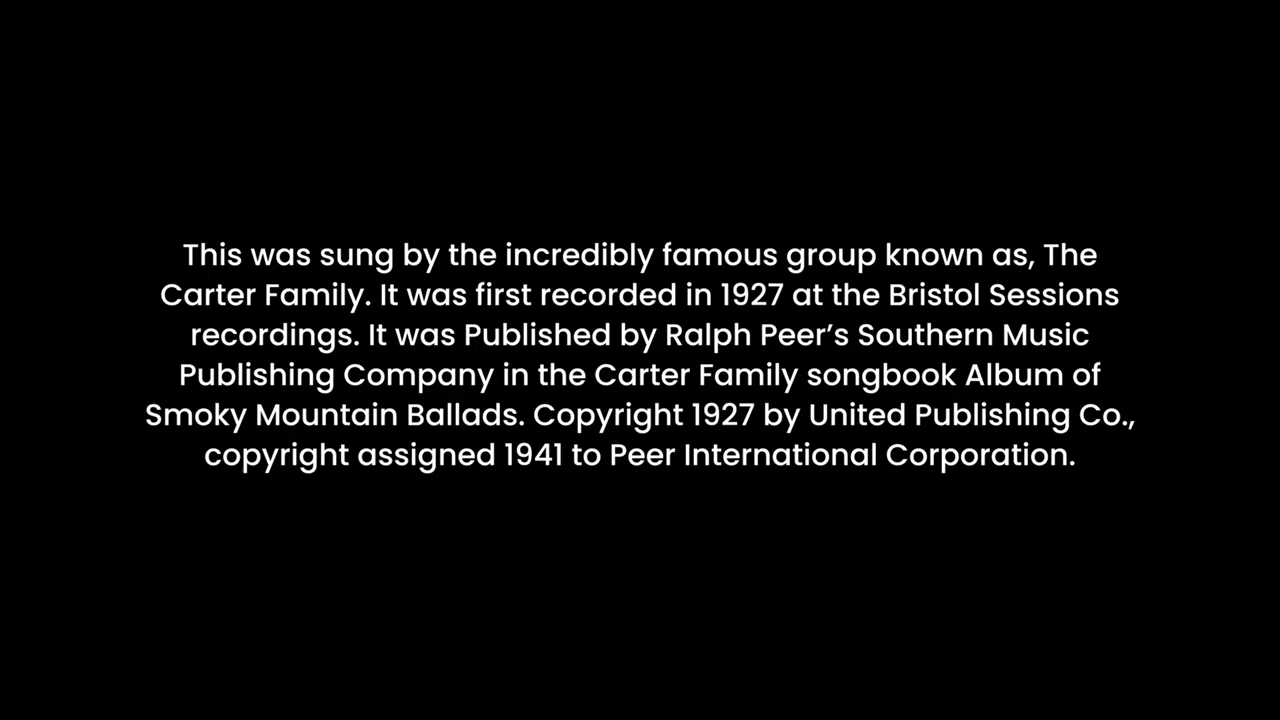 This was sung by the incredibly famous group known as, The
Carter Family. It was first recorded in 1927 at the Bristol Sessions
recordings. It was Published by Ralph Peer’s Southern Music
Publishing Company in the Carter Family songbook Album of
Smoky Mountain Ballads. Copyright 1927 by United Publishing Co.,
copyright assigned 1941 to Peer International Corporation.